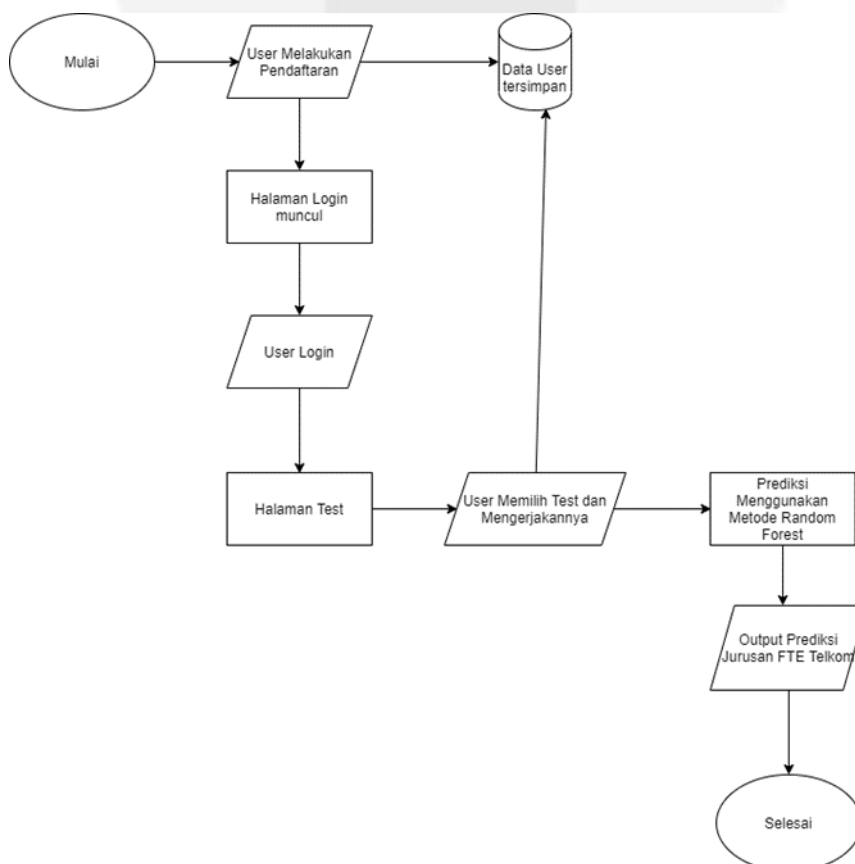 Mulai
User Melakukan
Pendaftaran
Data User
tersimpan
Halaman Login
muncul
User Login
Halaman Test
User Memilih Test dan
Mengerjakannya
Prediksi
Menggunakan
Metode Random
Forest
Output Prediksi
Jurusan FTE Telkom
Selesai